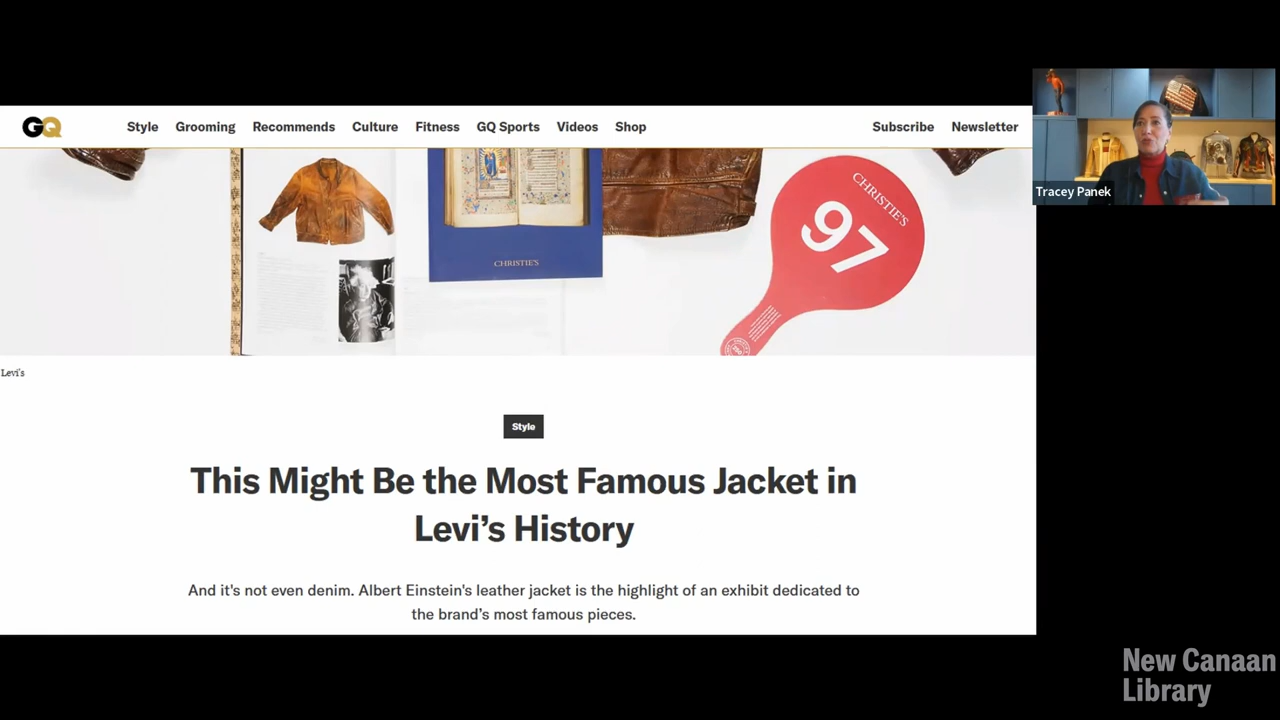 GQ
Style Grooming Recommends Culture Fitness GQ Sports Videos Shop
Subscribe Newsletter
CHRISTIE'S
CHRISTIE'S
97
Levi's
Style
This Might Be the Most Famous Jacket in
Levi's History
And it's not even denim. Albert Einstein's leather jacket is the highlight of an exhibit dedicated to
the brand's most famous pieces.
Tracey Panek
New Canaan
Library